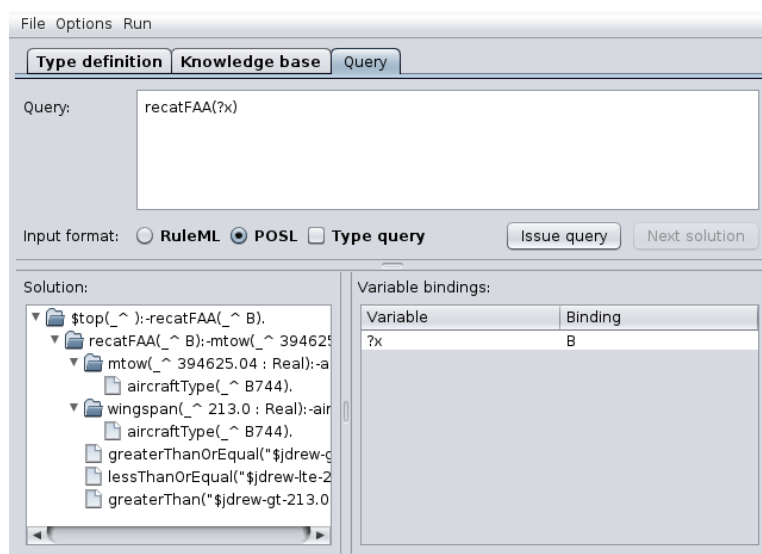 File Options Run
Type definition Knowledge base Query
Query:
recatFAA(?x)
Input format: RuleML POSL Type query Issue query Next solution
Solution:
$top(_^ ):-recatFAA(_^ B).
recatFAA(_^ B):-mtow(_^ 394625
mtow(_^ 394625.04 : Real):-a
aircraftType(_^ B744).
wingspan(_^ 213.0 : Real):-air
aircraftType(_^ B744).
greaterThanOrEqual("$jdrew-g
lessThanOrEqual("$jdrew-lte-2
greaterThan("$jdrew-gt-213.0
Variable bindings:
Variable Binding
?x B